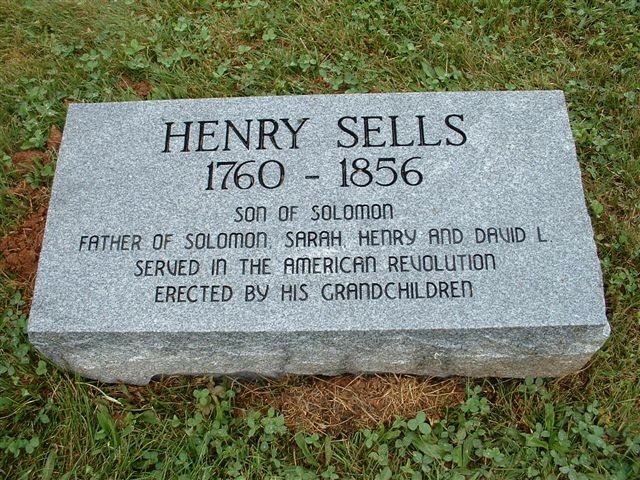 HENRY SELLS
1760 - 1856
SON OF SOLOMON
FATHER OF SOLOMON, SARAH, HENRY AND DAVID L.
SERVED IN THE AMERICAN REVOLUTION
ERECTED BY HIS GRANDCHILDREN